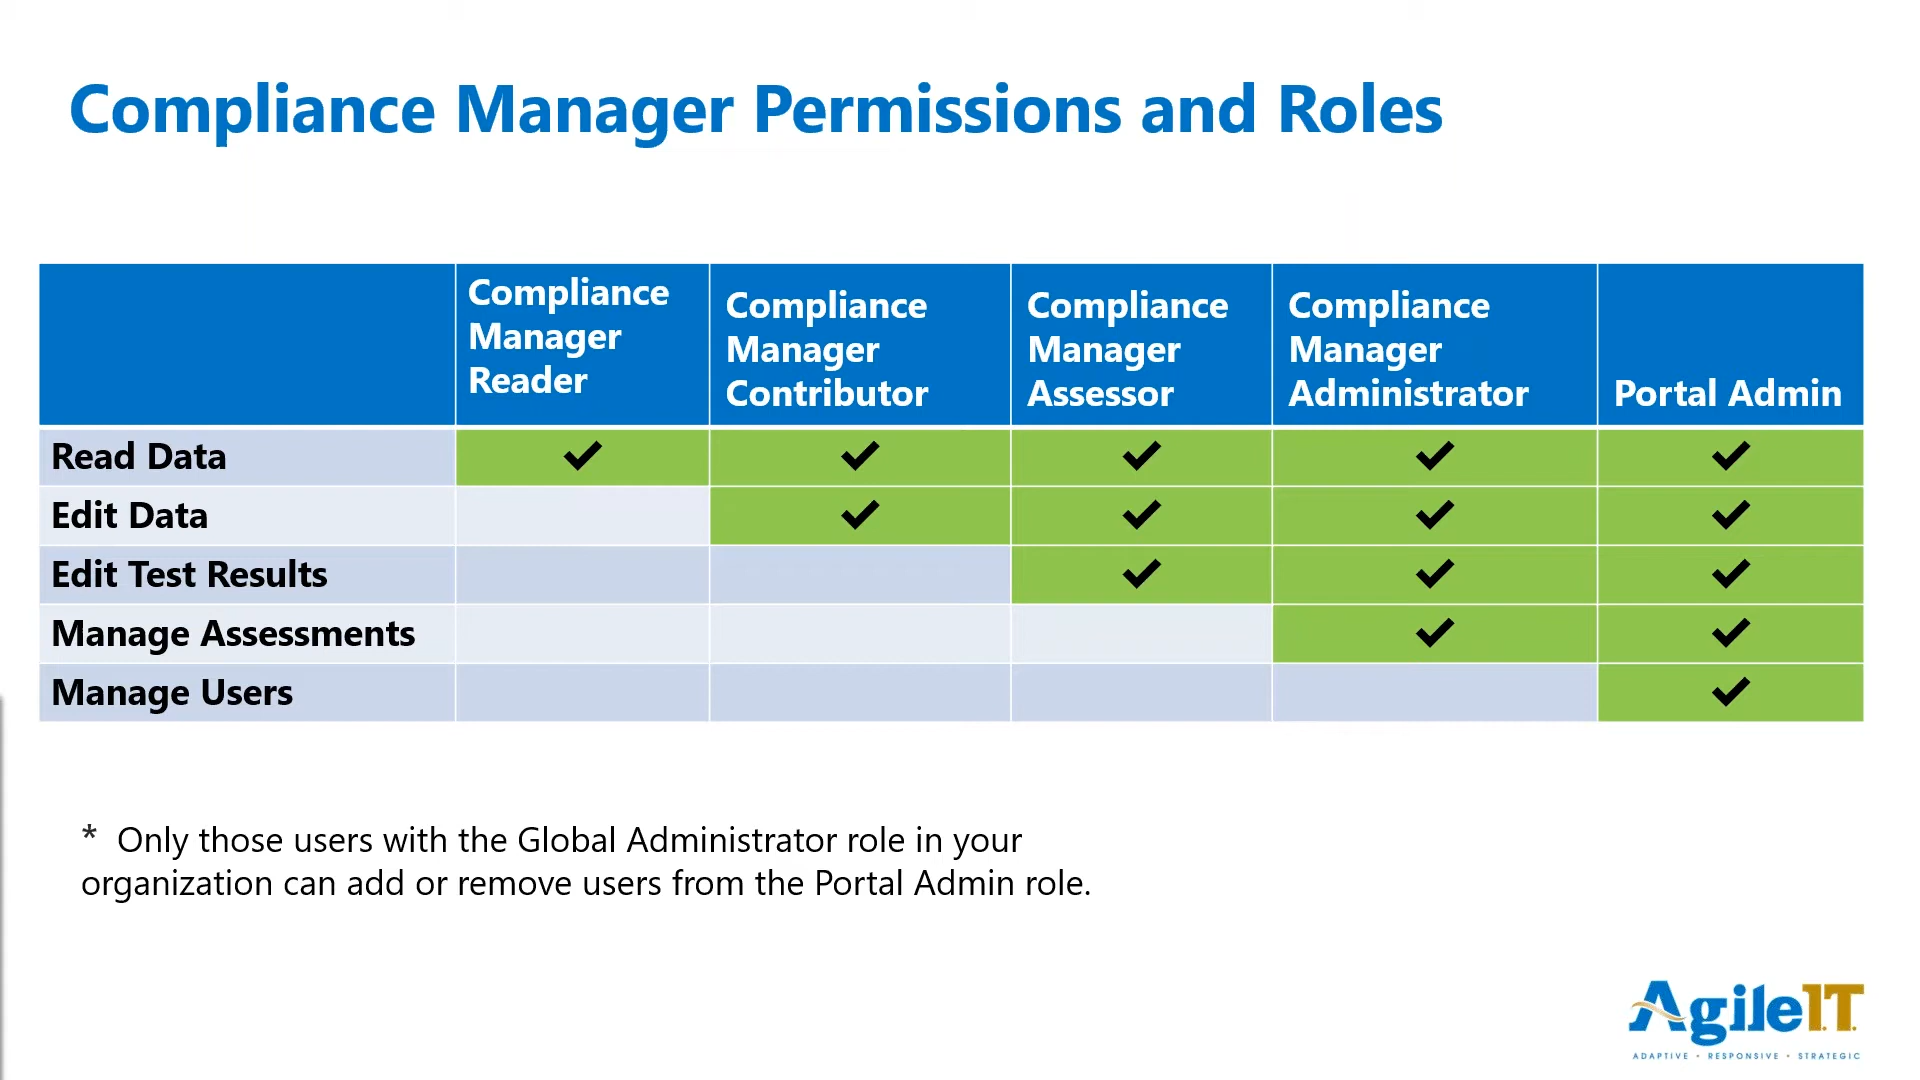 Compliance Manager Permissions and Roles
Compliance
Manager
Reader
Compliance
Manager
Contributor
Compliance
Manager
Assessor
Compliance
Manager
Administrator
Portal Admin
Read Data ✓ ✓ ✓ ✓ ✓
Edit Data ✓ ✓ ✓ ✓
Edit Test Results ✓ ✓ ✓
Manage Assessments ✓ ✓
Manage Users ✓
* Only those users with the Global Administrator role in your
organization can add or remove users from the Portal Admin role.
AgileI.T.
ADAPTIVE • RESPONSIVE • STRATEGIC